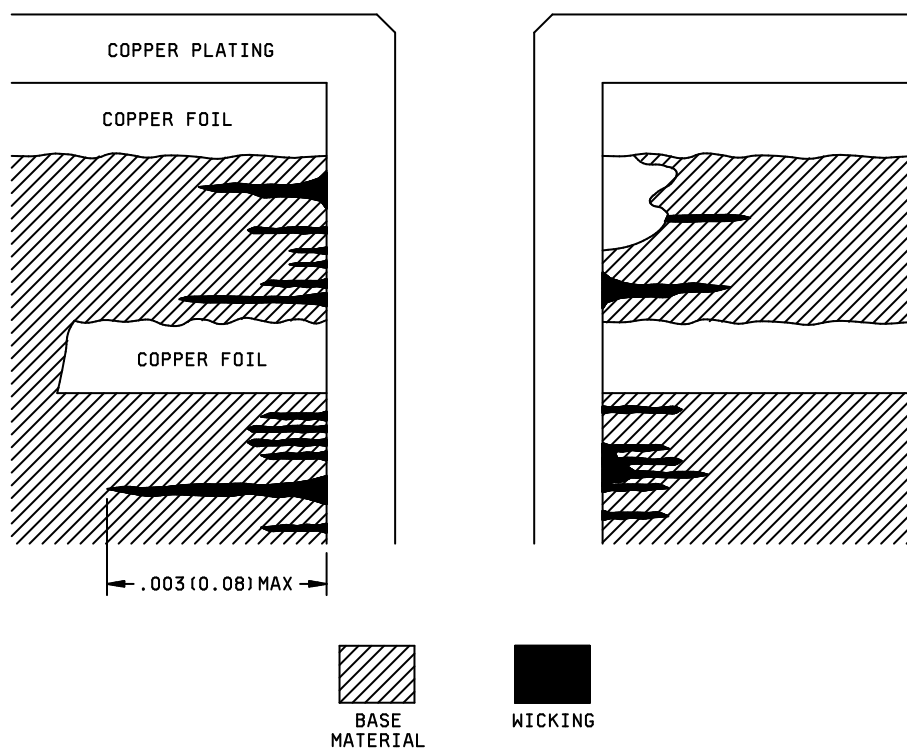 COPPER PLATING
COPPER FOIL
COPPER FOIL
.003(0.08)MAX
BASE
MATERIAL
WICKING